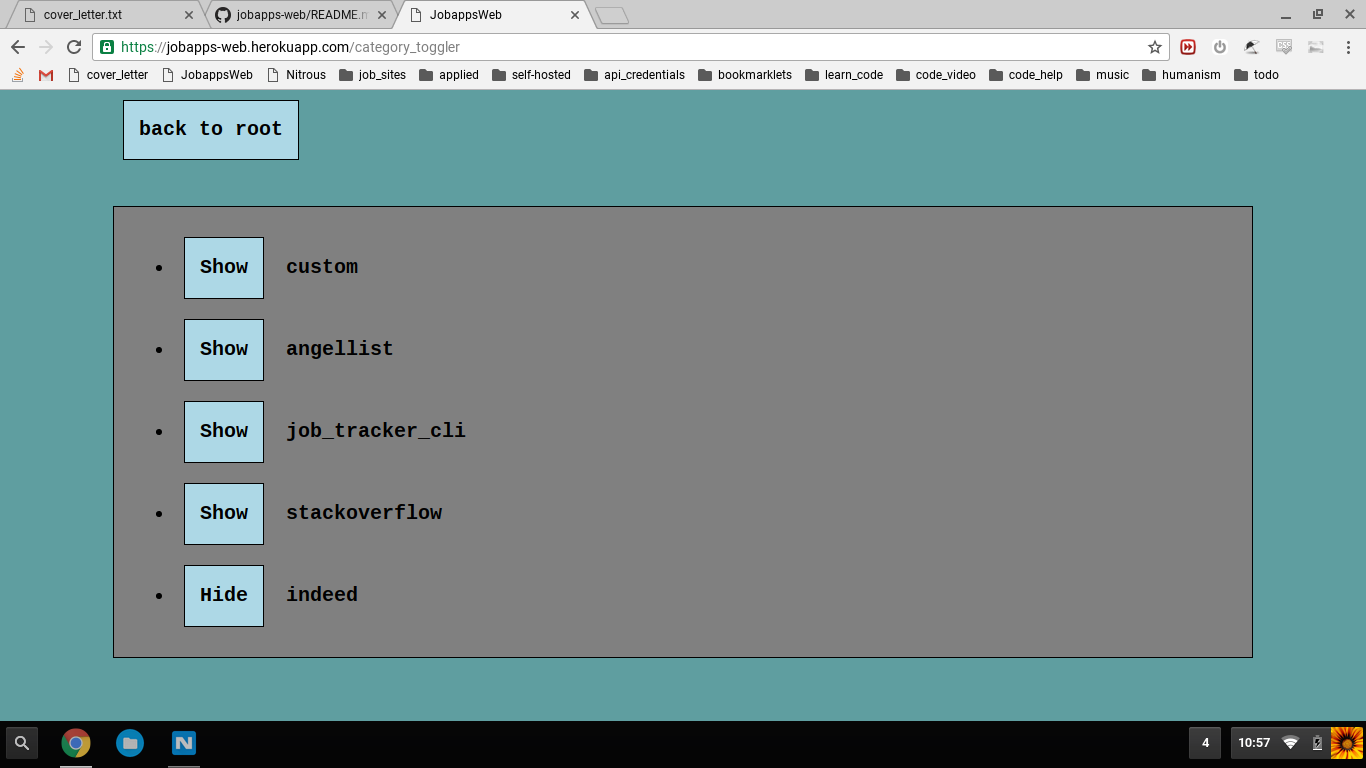 cover_letter.txt
jobapps-web/README.m
JobappsWeb
https://jobapps-web.herokuapp.com/category_toggler
cover_letter JobappsWeb Nitrous job_sites applied self-hosted api_credentials bookmarklets learn_code code_video code_help music humanism todo
back to root
Show custom
Show angellist
Show job_tracker_cli
Show stackoverflow
Hide indeed
N 4 10:57